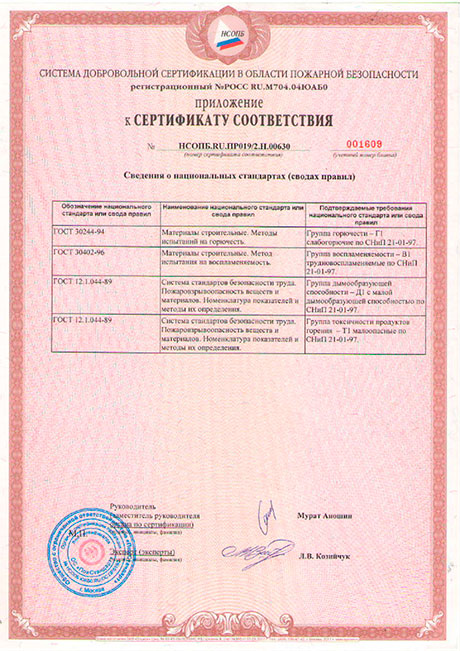 НСОПБ
СИСТЕМА ДОБРОВОЛЬНОЙ СЕРТИФИКАЦИИ В ОБЛАСТИ ПОЖАРНОЙ БЕЗОПАСНОСТИ
регистрационный №РОСС RU.М704.04ЮАБ0
приложение
к СЕРТИФИКАТУ СООТВЕТСТВИЯ
№ НСОПБ.RU.ПР019/2.Н.00630 001609
(номер сертификата соответствия) (учетный номер бланка)
Сведения о национальных стандартах (сводах правил)
Обозначение национального стандарта или свода правил
Наименование национального стандарта или свода правил
Подтверждаемые требования национального стандарта или свода правил
ГОСТ 30244-94
Материалы строительные. Методы
испытаний на горючесть.
Группа горючести – Г1
слабогорючие по СНиП 21-01-97.
ГОСТ 30402-96
Материалы строительные. Метод
испытания на воспламеняемость.
Группа воспламеняемости – В1
трудновоспламеняемые по СНиП
21-01-97.
ГОСТ 12.1.044-89
Система стандартов безопасности труда.
Пожаровзрывоопасность веществ и
материалов. Номенклатура показателей и
методы их определения.
Группа дымообразующей
способности – Д1 с малой
дымообразующей способностью по
СНиП 21-01-97.
ГОСТ 12.1.044-89
Система стандартов безопасности труда.
Пожаровзрывоопасность веществ и
материалов. Номенклатура показателей и
методы их определения.
Группа токсичности продуктов
горения – Т1 малоопасные по
СНиП 21-01-97.
Руководитель
(заместитель руководителя
органа по сертификации)
Мурат Аношин
М.П.
Эксперт (эксперты)
Л.В. Козийчук
г. Москва